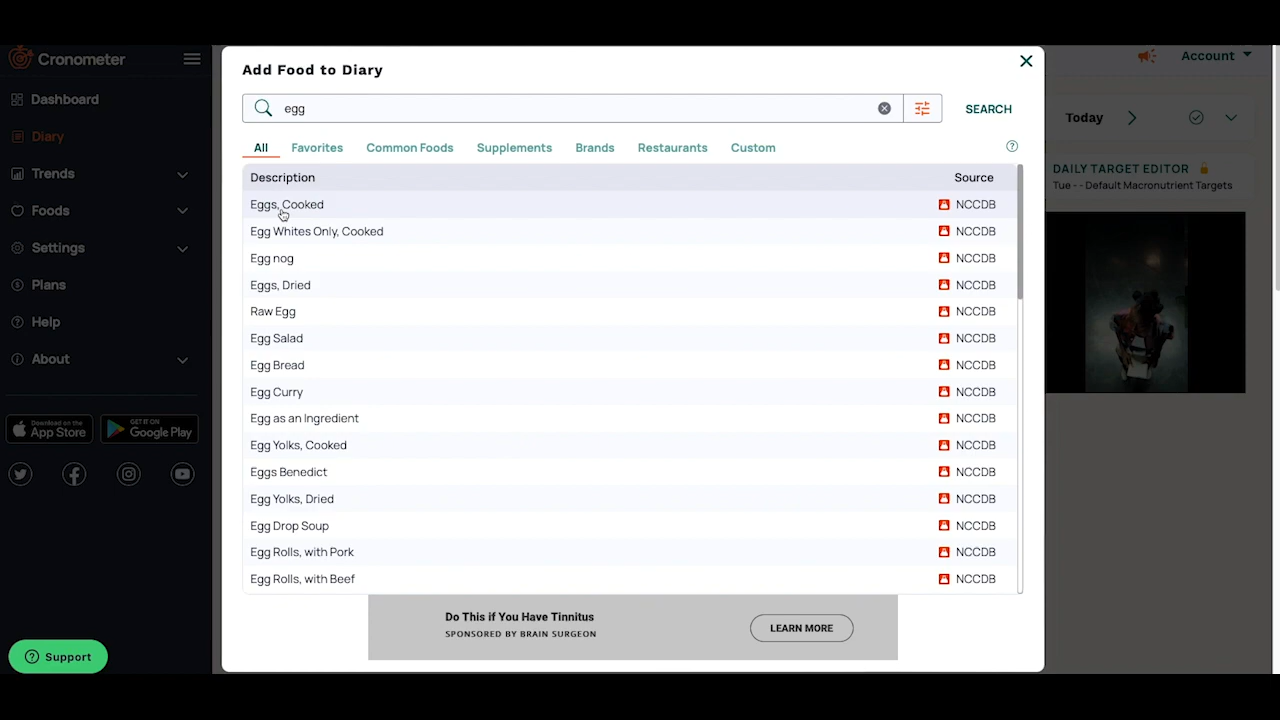 Cronometer
Dashboard
Diary
Trends
Foods
Settings
Plans
Help
About
Download on the
App Store
GET IT ON
Google Play
Support
Add Food to Diary
egg
SEARCH
All Favorites Common Foods Supplements Brands Restaurants Custom
Description Source
Eggs, Cooked NCCDB
Egg Whites Only, Cooked NCCDB
Egg nog NCCDB
Eggs, Dried NCCDB
Raw Egg NCCDB
Egg Salad NCCDB
Egg Bread NCCDB
Egg Curry NCCDB
Egg as an Ingredient NCCDB
Egg Yolks, Cooked NCCDB
Eggs Benedict NCCDB
Egg Yolks, Dried NCCDB
Egg Drop Soup NCCDB
Egg Rolls, with Pork NCCDB
Egg Rolls, with Beef NCCDB
Do This if You Have Tinnitus
SPONSORED BY BRAIN SURGEON
LEARN MORE
Account
Today
DAILY TARGET EDITOR
Tue - - Default Macronutrient Targets